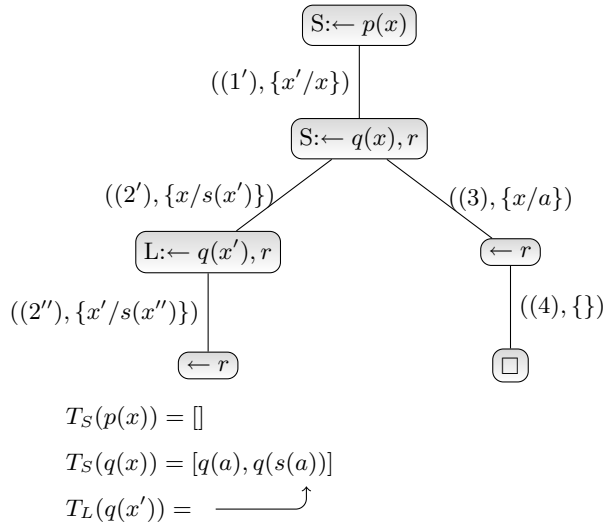 S:← p(x)
((1′), {x′/x})
S:← q(x), r
((2′), {x/s(x′)})
((3), {x/a})
L:← q(x′), r
← r
((2′′), {x′/s(x′′)})
((4), {})
← r
□
T_S(p(x)) = []
T_S(q(x)) = [q(a), q(s(a))]
T_L(q(x′)) =